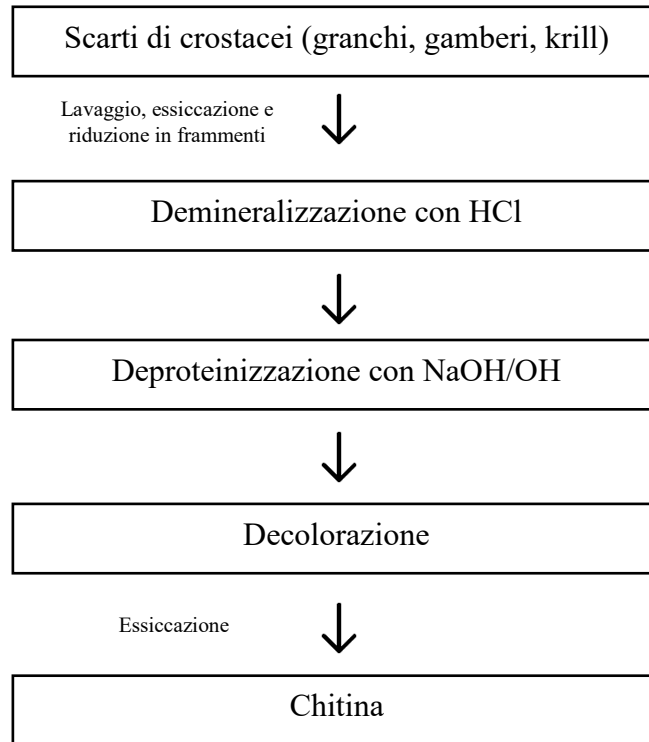 Scarti di crostacei (granchi, gamberi, krill)
Lavaggio, essiccazione e
riduzione in frammenti
Demineralizzazione con HCl
Deproteinizzazione con NaOH/OH
Decolorazione
Essiccazione
Chitina